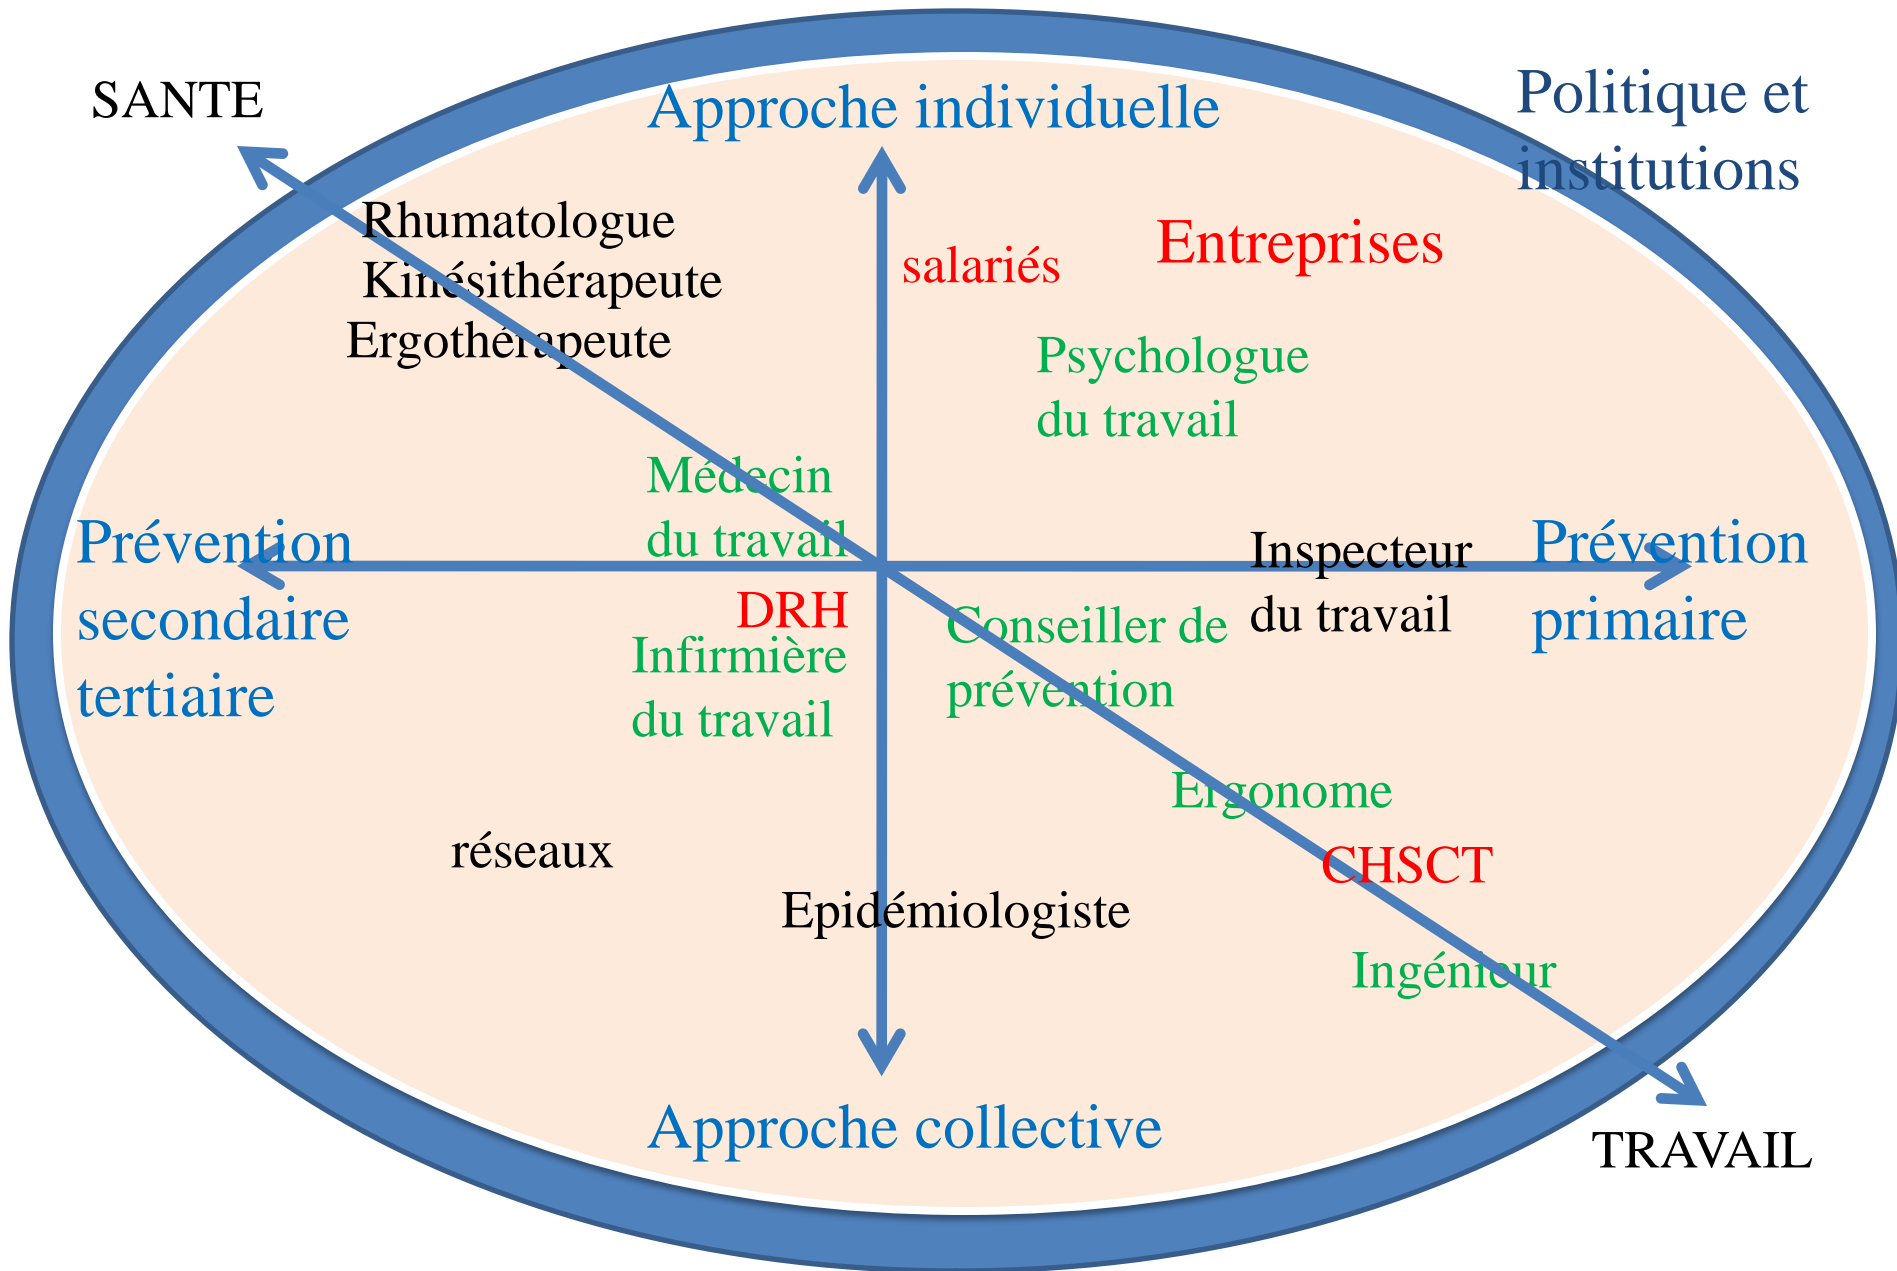 SANTE
Approche individuelle
Politique et
institutions
Rhumatologue
Kinésithérapeute
Ergothérapeute
salariés
Entreprises
Psychologue
du travail
Médecin
du travail
Prévention
secondaire
tertiaire
Inspecteur
du travail
Prévention
primaire
DRH
Infirmière
du travail
Conseiller de
prévention
Ergonome
réseaux
CHSCT
Epidémiologiste
Ingénieur
Approche collective
TRAVAIL